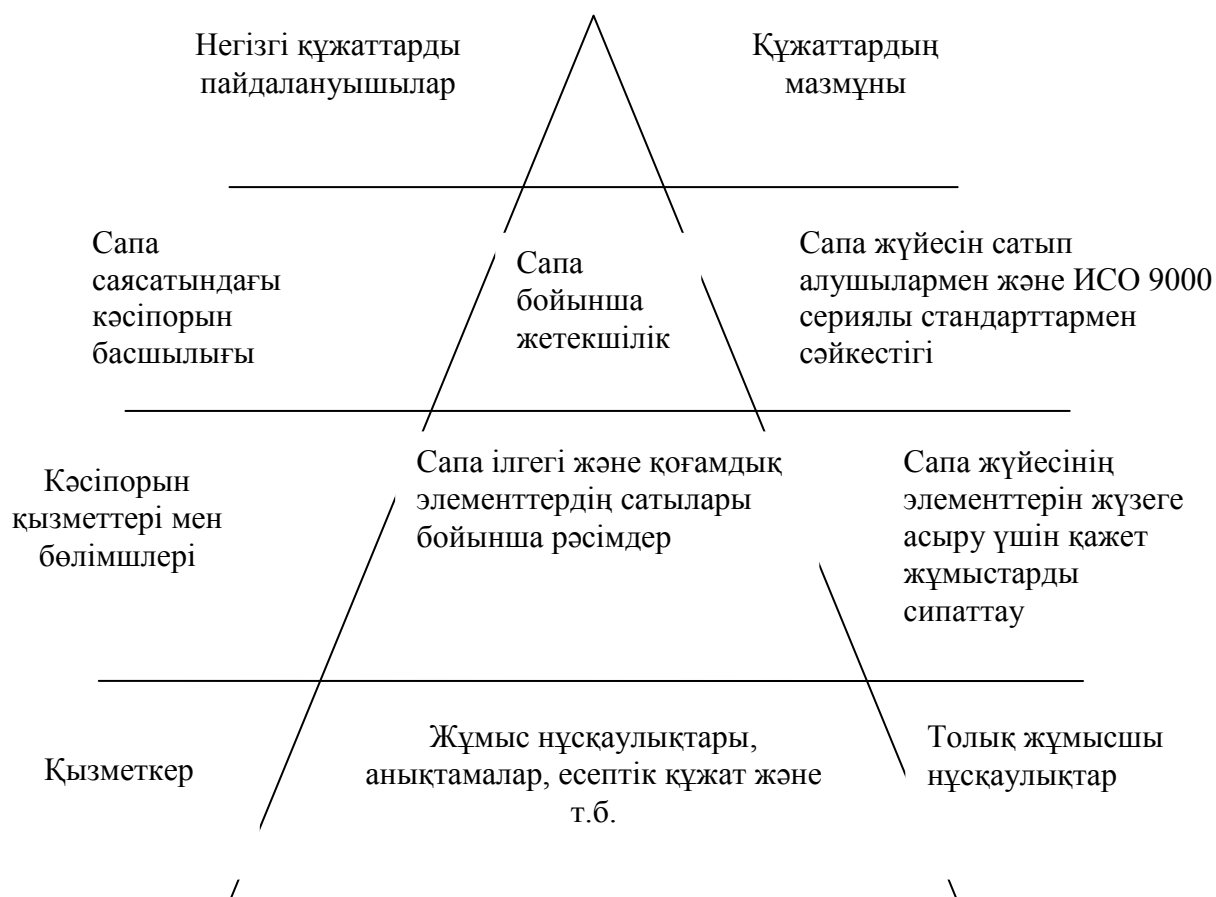 Негізгі құжаттарды
пайдалануышылар
Құжаттардың
мазмұны
Сапа
саясатындағы
кәсіпорын
басшылығы
Сапа
бойынша
жетекшілік
Сапа жүйесін сатып
алушылармен және ИСО 9000
сериялы стандарттармен
сәйкестігі
Кәсіпорын
қызметтері мен
бөлімшлері
Сапа ілгегі және қоғамдық
элементтердің сатылары
бойынша рәсімдер
Сапа жүйесінің
элементтерін жүзеге
асыру үшін қажет
жұмыстарды
сипаттау
Қызметкер
Жұмыс нұсқаулықтары,
анықтамалар, есептік құжат және
т.б.
Толық жұмысшы
нұсқаулықтар